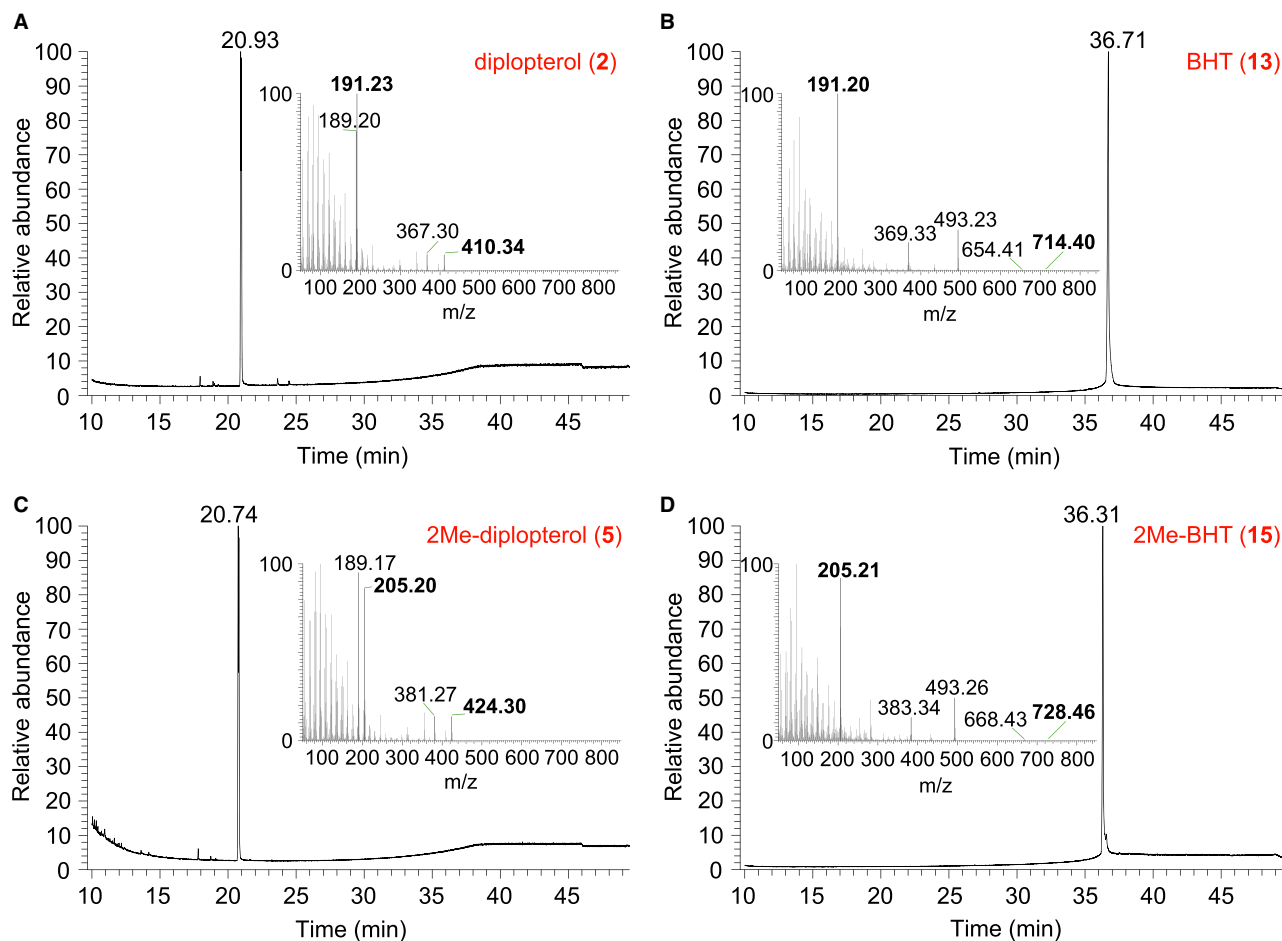 A
20.93
diplopterol (2)
100
90
80
70
60
50
40
30
20
10
0
Relative abundance
100
0
191.23
189.20
367.30
410.34
100 200 300 400 500 600 700 800
m/z
10 15 20 25 30 35 40 45
Time (min)
B
36.71
BHT (13)
100
90
80
70
60
50
40
30
20
10
0
Relative abundance
100
0
191.20
369.33
493.23
654.41
714.40
100 200 300 400 500 600 700 800
m/z
10 15 20 25 30 35 40 45
Time (min)
C
20.74
2Me-diplopterol (5)
100
90
80
70
60
50
40
30
20
10
0
Relative abundance
100
0
189.17
205.20
381.27
424.30
100 200 300 400 500 600 700 800
m/z
10 15 20 25 30 35 40 45
Time (min)
D
36.31
2Me-BHT (15)
100
90
80
70
60
50
40
30
20
10
0
Relative abundance
100
0
205.21
383.34
493.26
668.43
728.46
100 200 300 400 500 600 700 800
m/z
10 15 20 25 30 35 40 45
Time (min)